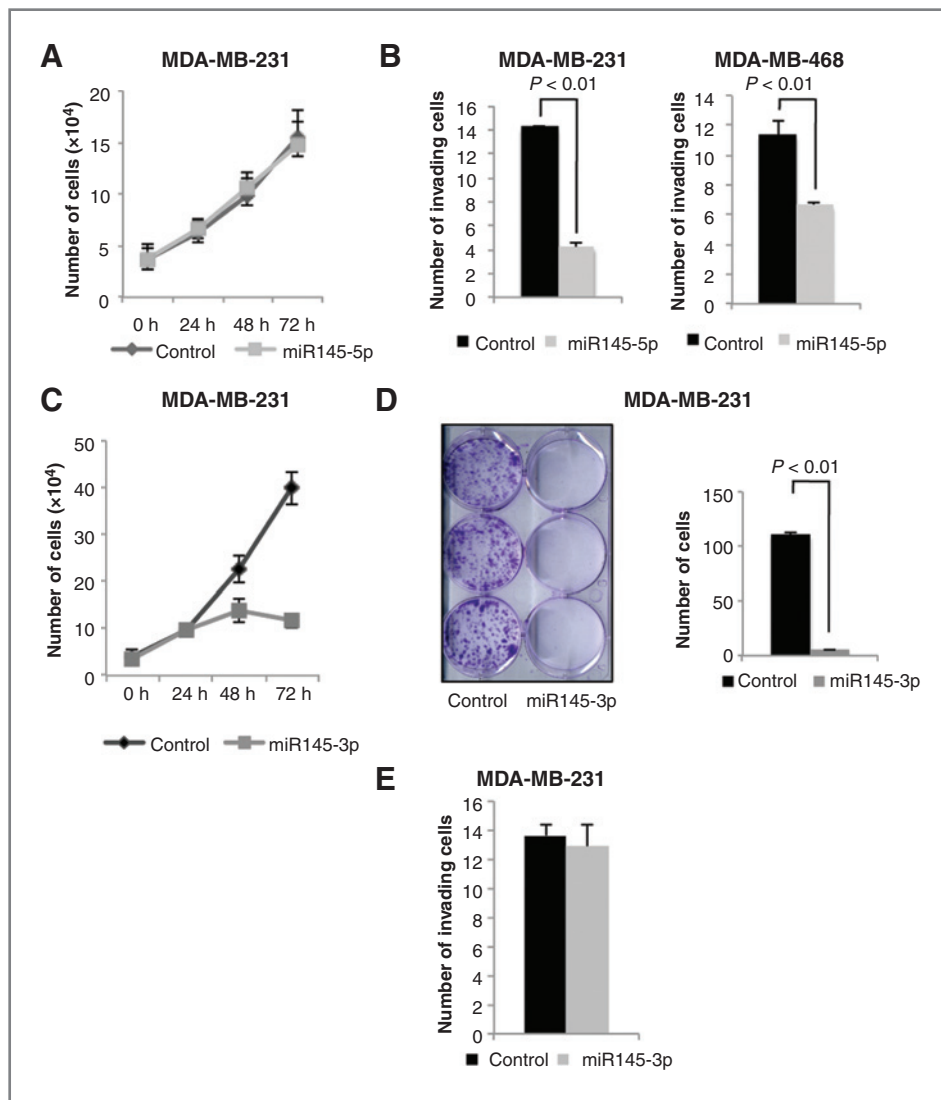 A
MDA-MB-231
Number of cells (×10⁴)
20
15
10
5
0
0 h 24 h 48 h 72 h
Control miR145-5p
B
MDA-MB-231
P < 0.01
Number of invading cells
16
14
12
10
8
6
4
2
0
Control miR145-5p
MDA-MB-468
P < 0.01
Number of invading cells
14
12
10
8
6
4
2
0
Control miR145-5p
C
MDA-MB-231
Number of cells (×10⁴)
50
40
30
20
10
0
0 h 24 h 48 h 72 h
Control miR145-3p
D
MDA-MB-231
Control miR145-3p
P < 0.01
Number of cells
150
100
50
0
Control miR145-3p
E
MDA-MB-231
Number of invading cells
16
14
12
10
8
6
4
2
0
Control miR145-3p